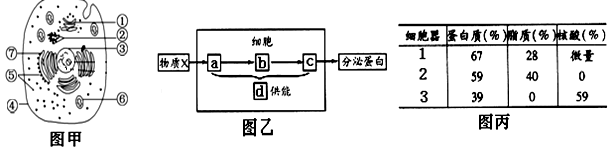 ①
②
③
⑦
⑤
④
⑥
图甲
细胞
物质X a b c 分泌蛋白
d 供能
图乙
细胞器 蛋白质(%) 脂质(%) 核酸(%)
1 67 28 微量
2 59 40 0
3 39 0 59
图丙